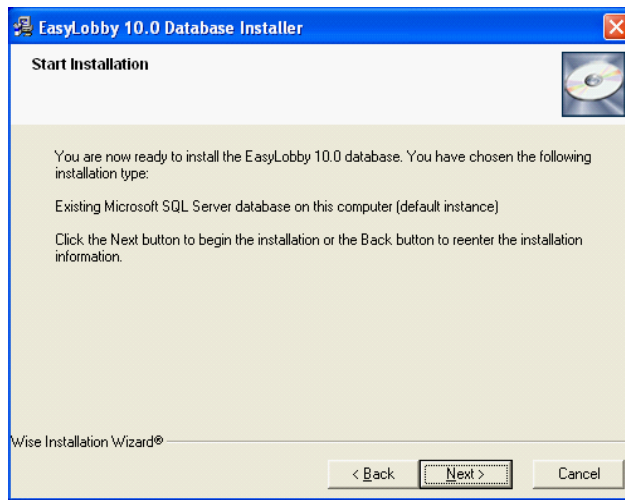 EasyLobby 10.0 Database Installer
Start Installation
You are now ready to install the EasyLobby 10.0 database. You have chosen the following
installation type:
Existing Microsoft SQL Server database on this computer (default instance)
Click the Next button to begin the installation or the Back button to reenter the installation
information.
Wise Installation Wizard®
< Back Next > Cancel